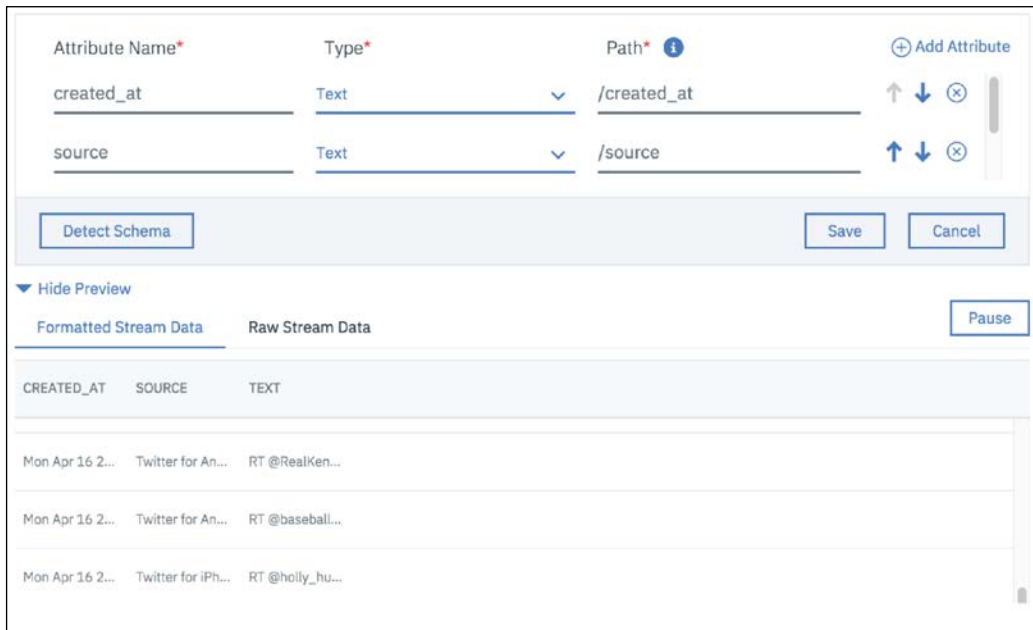 Attribute Name* Type* Path* i Add Attribute
created_at Text /created_at
source Text /source
Detect Schema Save Cancel
Hide Preview
Formatted Stream Data Raw Stream Data Pause
CREATED_AT SOURCE TEXT
Mon Apr 16 2... Twitter for An... RT @RealKen...
Mon Apr 16 2... Twitter for An... RT @baseball...
Mon Apr 16 2... Twitter for iPh... RT @holly_hu...